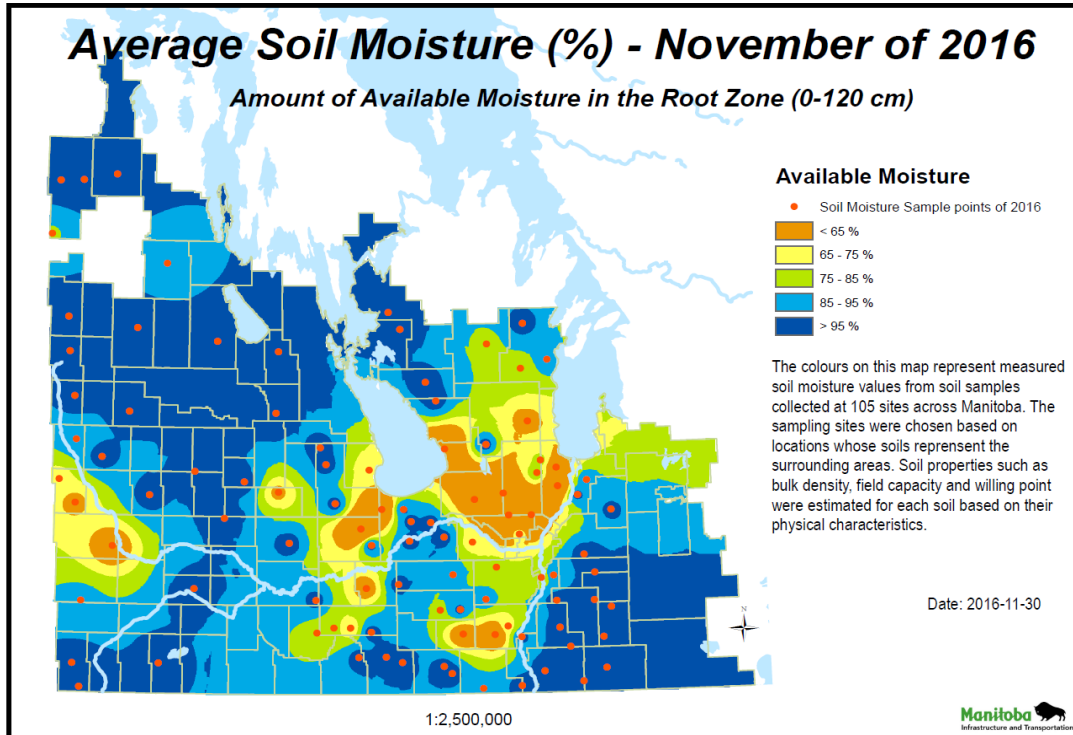 Average Soil Moisture (%) - November of 2016
Amount of Available Moisture in the Root Zone (0-120 cm)
Available Moisture
Soil Moisture Sample points of 2016
< 65 %
65 - 75 %
75 - 85 %
85 - 95 %
> 95 %
The colours on this map represent measured
soil moisture values from soil samples
collected at 105 sites across Manitoba. The
sampling sites were chosen based on
locations whose soils reprensent the
surrounding areas. Soil properties such as
bulk density, field capacity and willing point
were estimated for each soil based on their
physical characteristics.
Date: 2016-11-30
N
1:2,500,000
Manitoba
Infrastructure and Transportation